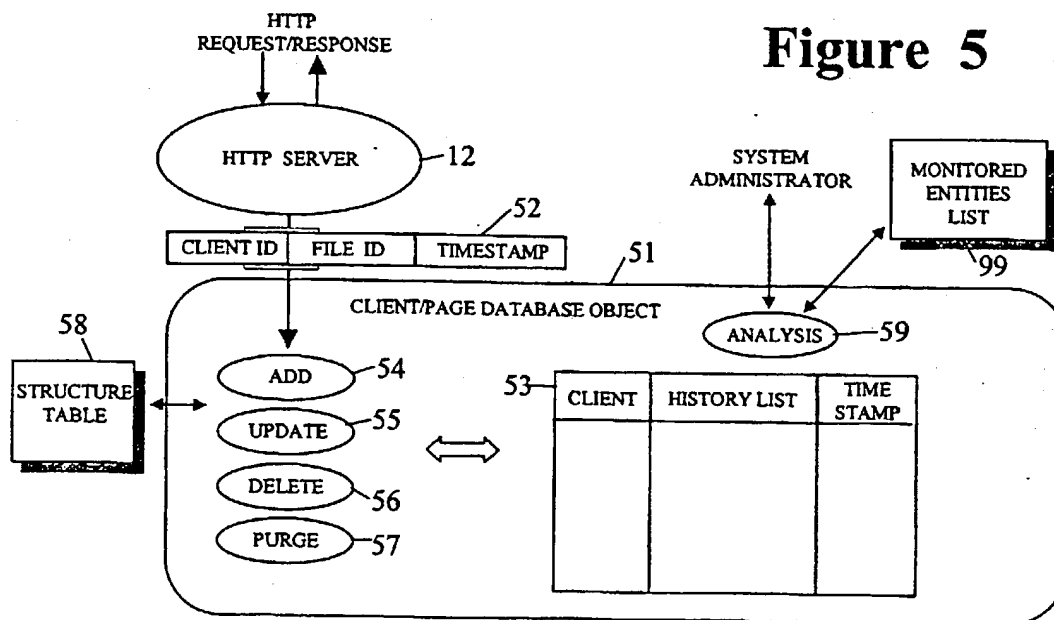 HTTP
REQUEST/RESPONSE
Figure 5
HTTP SERVER
12
SYSTEM
ADMINISTRATOR
MONITORED
ENTITIES
LIST
99
52
CLIENT ID FILE ID TIMESTAMP
51
CLIENT/PAGE DATABASE OBJECT
ANALYSIS
59
58
STRUCTURE
TABLE
ADD
54
UPDATE
55
DELETE
56
PURGE
57
53
CLIENT HISTORY LIST TIME
STAMP